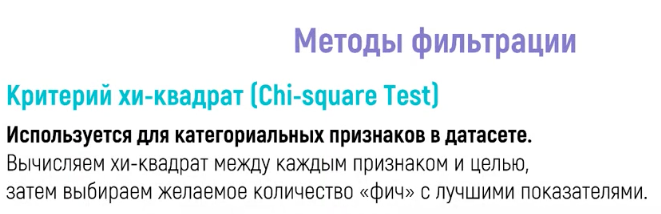 Методы фильтрации
Критерий хи-квадрат (Chi-square Test)
Используется для категориальных признаков в датасете.
Вычисляем хи-квадрат между каждым признаком и целью,
затем выбираем желаемое количество «фич» с лучшими показателями.